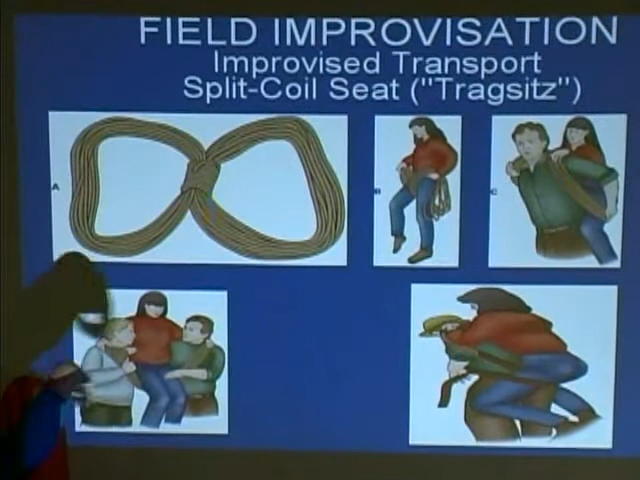 FIELD IMPROVISATION
Improvised Transport
Split-Coil Seat ("Tragsitz")
A
B
C